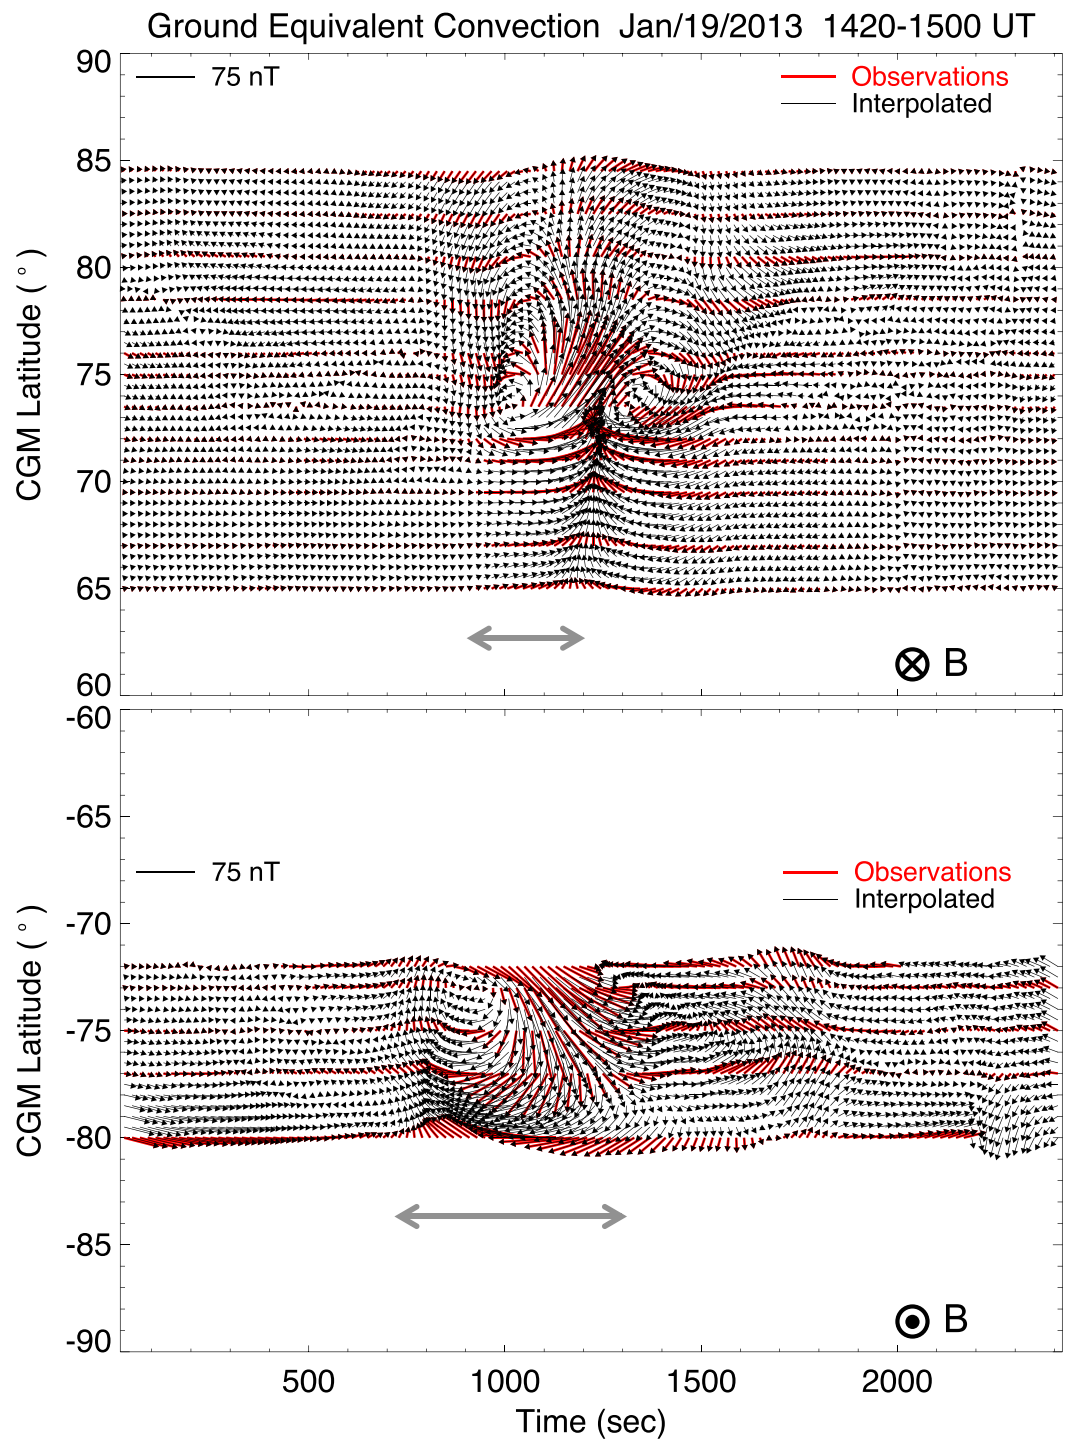 Ground Equivalent Convection Jan/19/2013 1420-1500 UT
90
75 nT
Observations
Interpolated
85
80
75
70
65
60
CGM Latitude ( ° )
B
-60
-65
75 nT
Observations
Interpolated
-70
-75
-80
-85
-90
CGM Latitude ( ° )
B
500 1000 1500 2000
Time (sec)